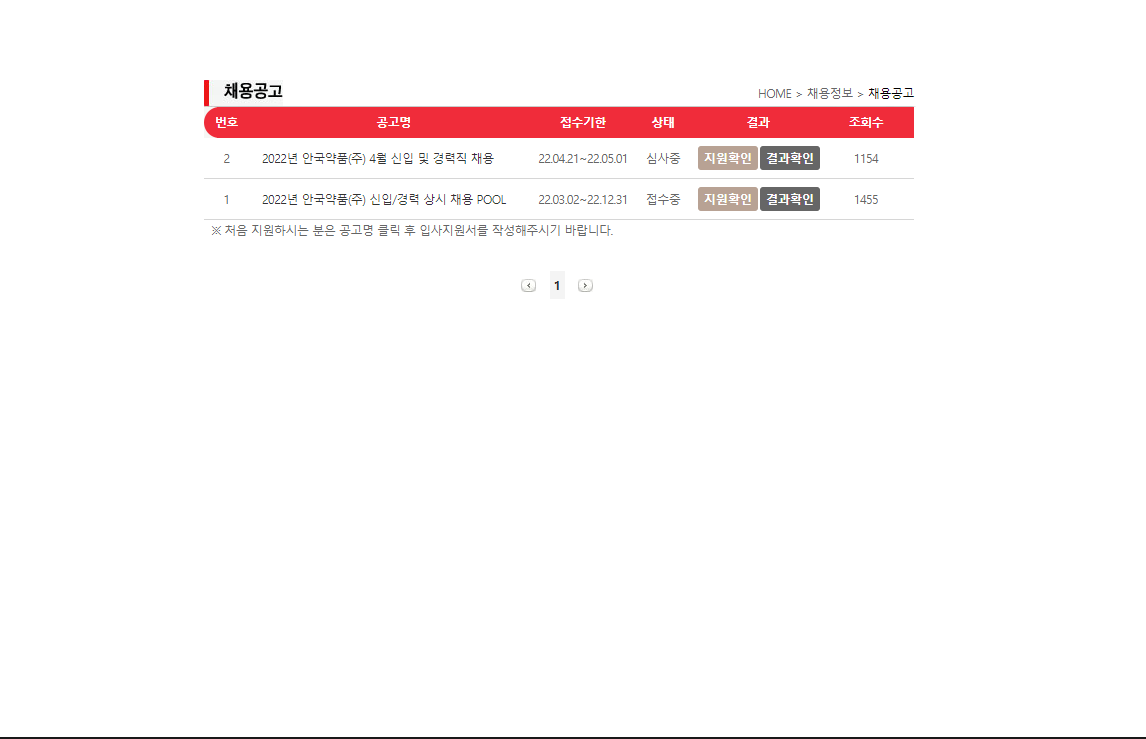 채용공고
HOME > 채용정보 > 채용공고
번호 공고명 접수기한 상태 결과 조회수
2 2022년 안국약품(주) 4월 신입 및 경력직 채용 22.04.21~22.05.01 심사중 지원확인 결과확인 1154
1 2022년 안국약품(주) 신입/경력 상시 채용 POOL 22.03.02~22.12.31 접수중 지원확인 결과확인 1455
※ 처음 지원하시는 분은 공고명 클릭 후 입사지원서를 작성해주시기 바랍니다.
1